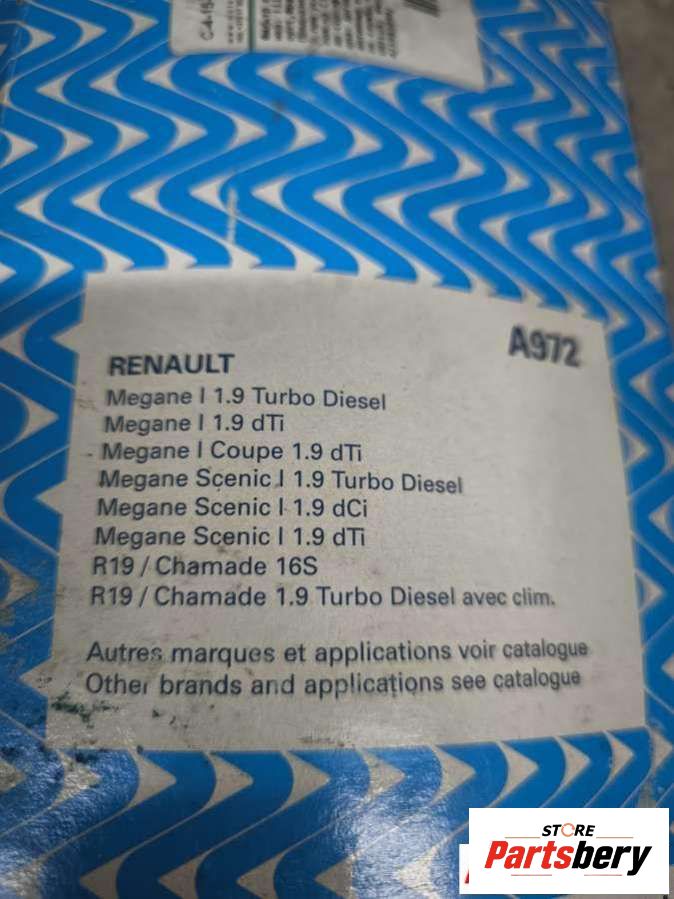 A972
RENAULT
Megane I 1.9 Turbo Diesel
Megane I 1.9 dTi
Megane I Coupe 1.9 dTi
Megane Scenic I 1.9 Turbo Diesel
Megane Scenic I 1.9 dCi
Megane Scenic I 1.9 dTi
R19 / Chamade 16S
R19 / Chamade 1.9 Turbo Diesel avec clim.
Autres marques et applications voir catalogue
Other brands and applications see catalogue
STORE
Partsbery